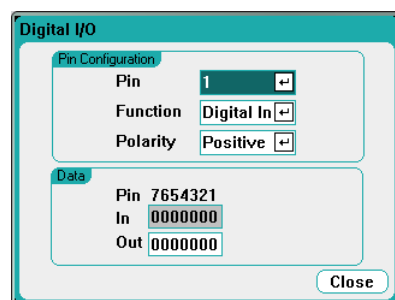 Digital I/O
Pin Configuration
Pin 1
Function Digital In
Polarity Positive
Data
Pin 7654321
In 0000000
Out 0000000
Close